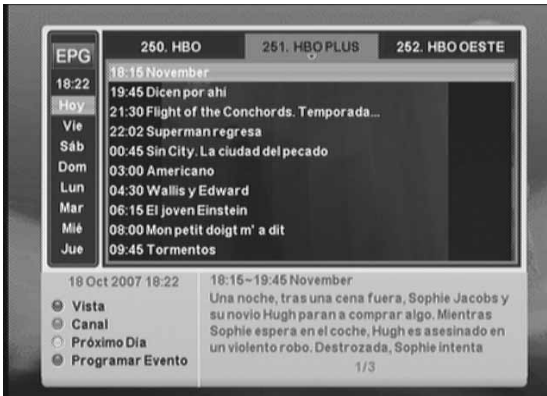 EPG
18:22
Hoy
Vie
Sáb
Dom
Lun
Mar
Mié
Jue
250. HBO
251. HBO PLUS
252. HBO OESTE
18:15 November
19:45 Dicen por ahí
21:30 Flight of the Conchords. Temporada...
22:02 Superman regresa
00:45 Sin City. La ciudad del pecado
03:00 Americano
04:30 Wallis y Edward
06:15 El joven Einstein
08:00 Mon petit doigt m' a dit
09:45 Tormentos
18 Oct 2007 18:22
Vista
Canal
Próximo Día
Programar Evento
18:15~19:45 November
Una noche, tras una cena fuera, Sophie Jacobs y
su novio Hugh paran a comprar algo. Mientras
Sophie espera en el coche, Hugh es asesinado en
un violento robo. Destrozada, Sophie intenta
1/3